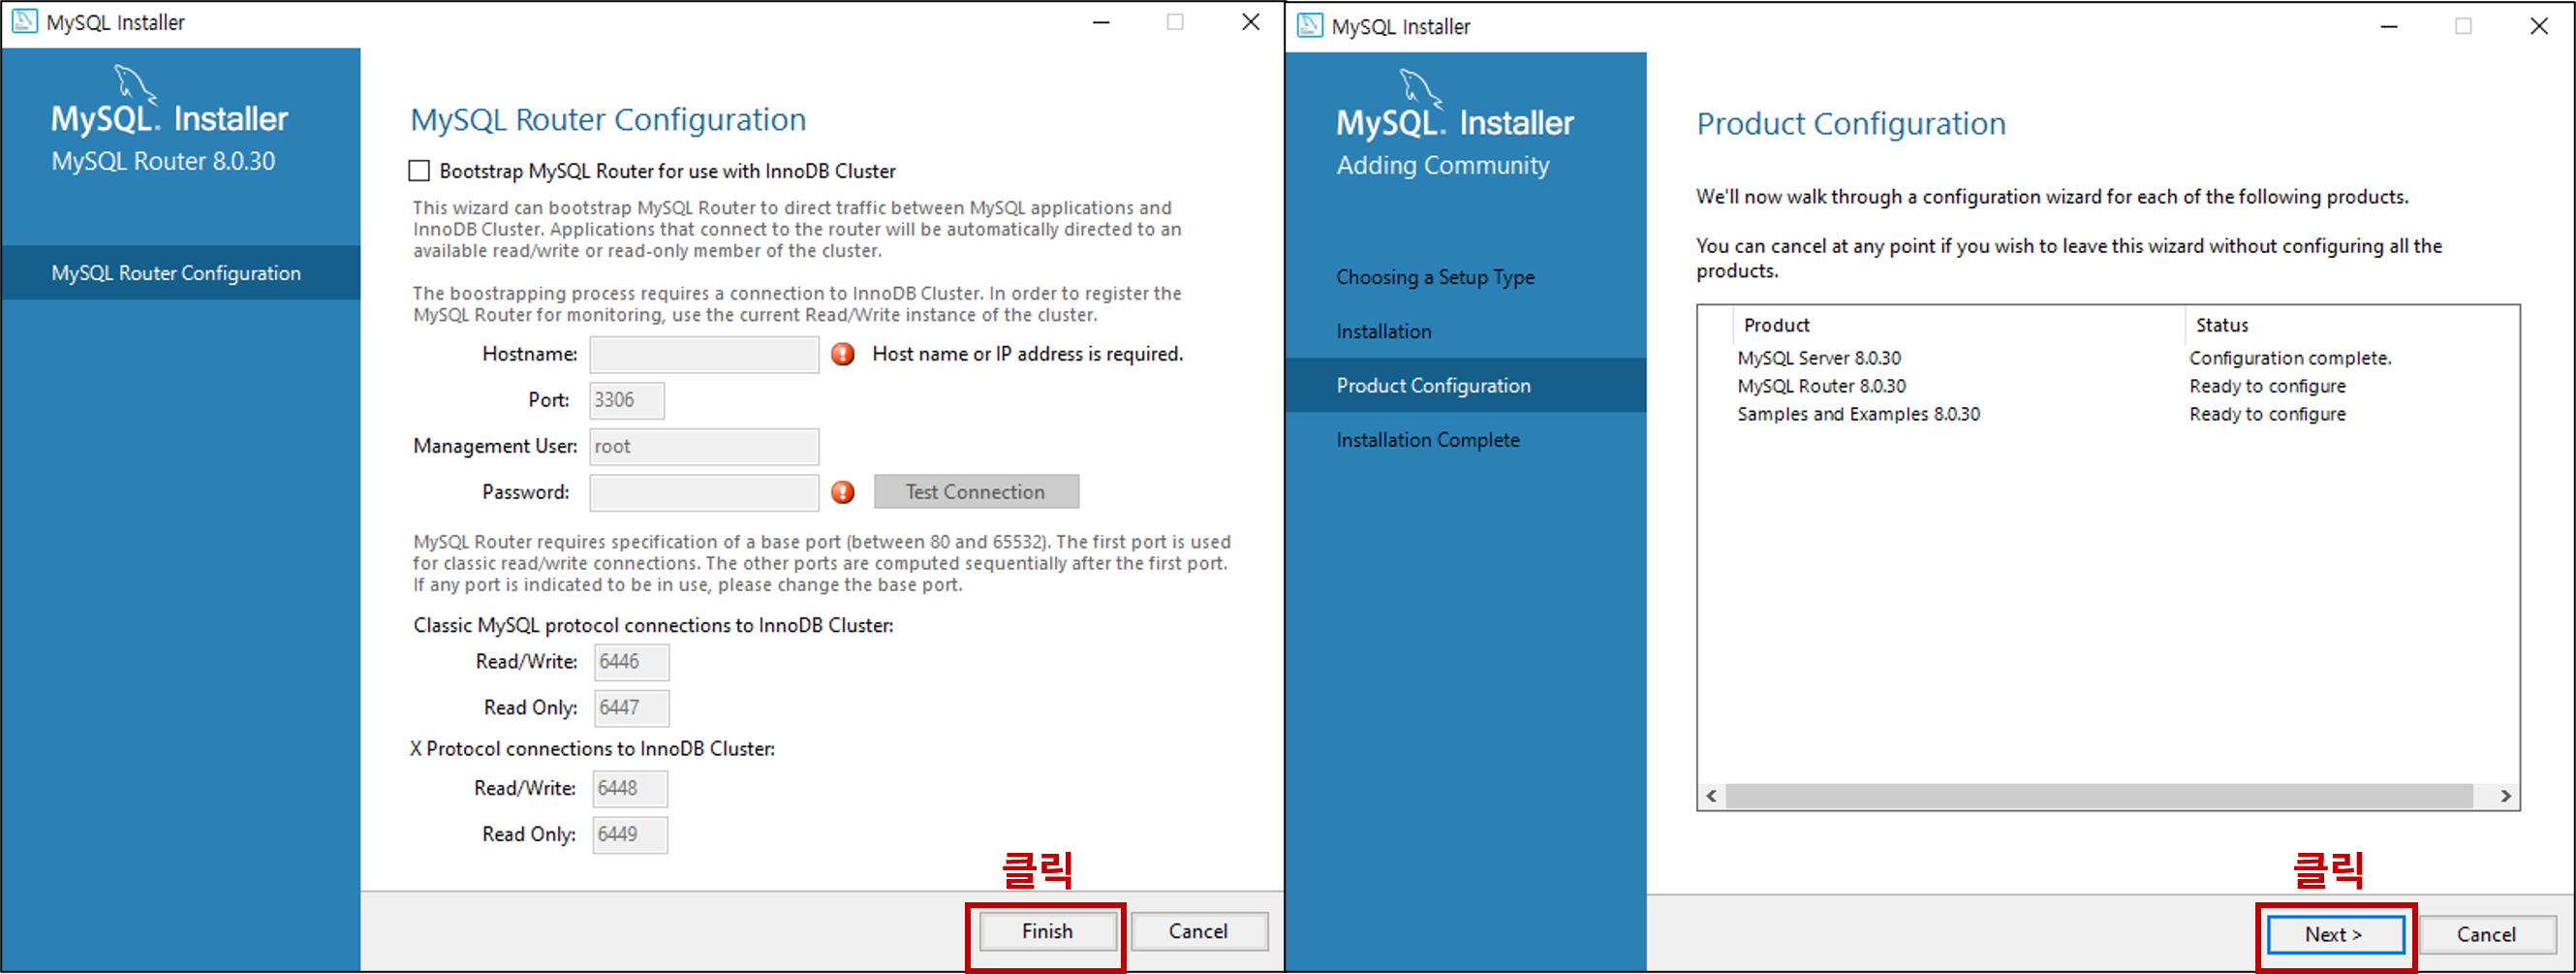 MySQL Installer
MySQL. Installer
MySQL Router 8.0.30
MySQL Router Configuration
MySQL Router Configuration
Bootstrap MySQL Router for use with InnoDB Cluster
This wizard can bootstrap MySQL Router to direct traffic between MySQL applications and
InnoDB Cluster. Applications that connect to the router will be automatically directed to an
available read/write or read-only member of the cluster.
The boostrapping process requires a connection to InnoDB Cluster. In order to register the
MySQL Router for monitoring, use the current Read/Write instance of the cluster.
Hostname: Host name or IP address is required.
Port: 3306
Management User: root
Password: Test Connection
MySQL Router requires specification of a base port (between 80 and 65532). The first port is used
for classic read/write connections. The other ports are computed sequentially after the first port.
If any port is indicated to be in use, please change the base port.
Classic MySQL protocol connections to InnoDB Cluster:
Read/Write: 6446
Read Only: 6447
X Protocol connections to InnoDB Cluster:
Read/Write: 6448
Read Only: 6449
클릭
Finish Cancel
MySQL Installer
MySQL. Installer
Adding Community
Choosing a Setup Type
Installation
Product Configuration
Installation Complete
Product Configuration
We'll now walk through a configuration wizard for each of the following products.
You can cancel at any point if you wish to leave this wizard without configuring all the
products.
Product Status
MySQL Server 8.0.30 Configuration complete.
MySQL Router 8.0.30 Ready to configure
Samples and Examples 8.0.30 Ready to configure
클릭
Next > Cancel